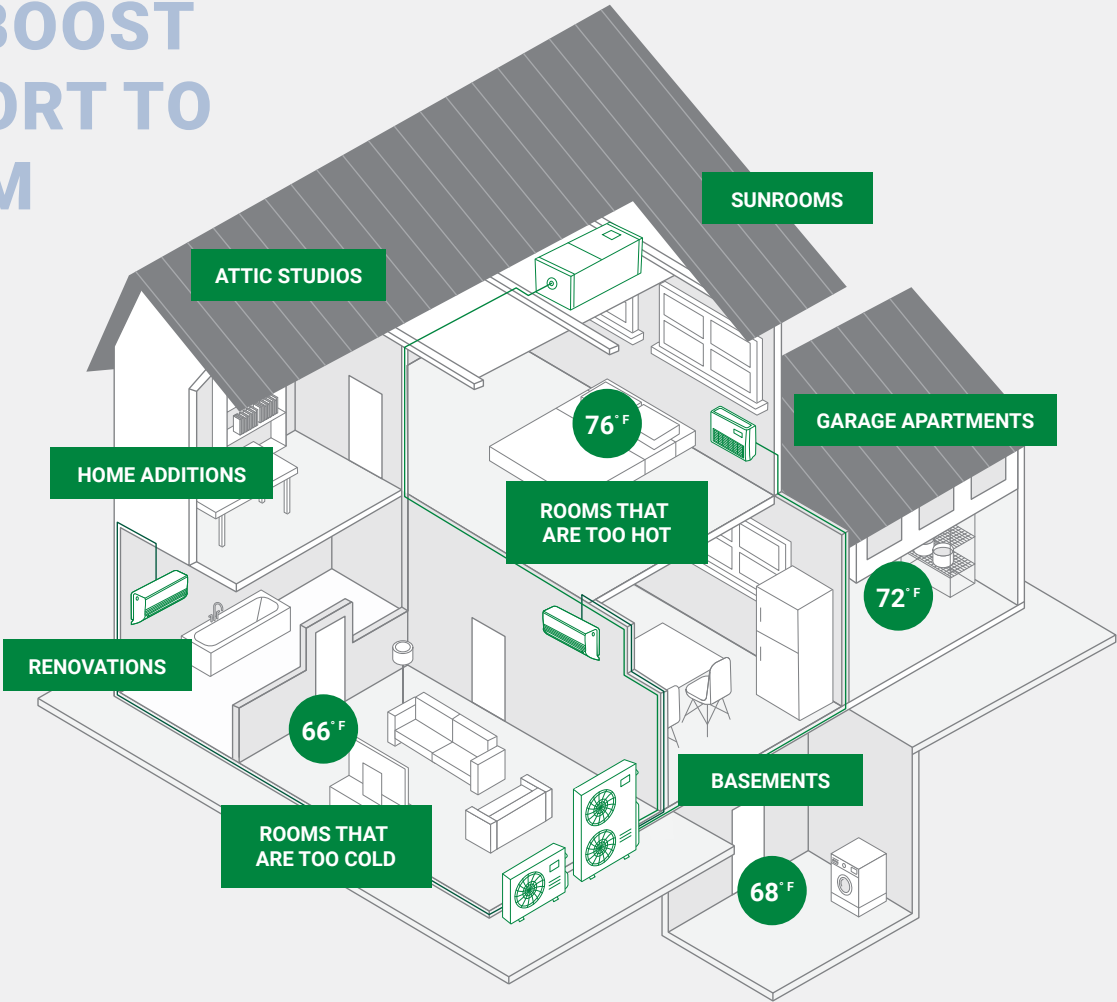 BOOST
ORT TO
M
SUNROOMS
ATTIC STUDIOS
GARAGE APARTMENTS
76°F
HOME ADDITIONS
ROOMS THAT
ARE TOO HOT
72°F
RENOVATIONS
66°F
BASEMENTS
ROOMS THAT
ARE TOO COLD
68°F